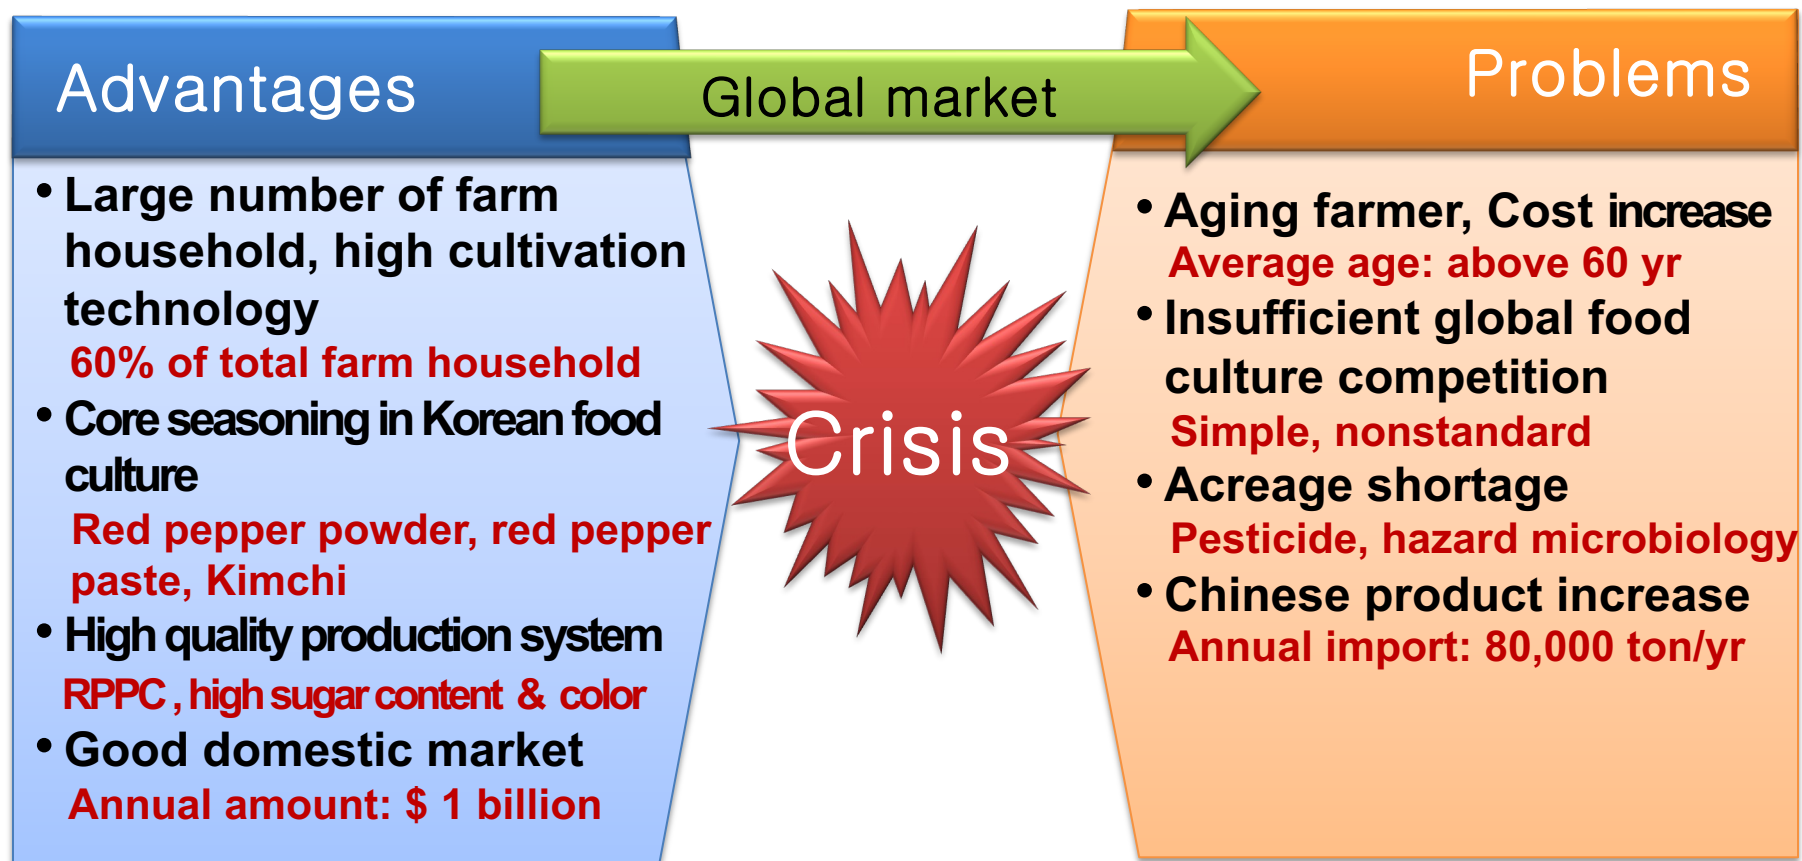 Advantages
Global market
Problems
• Large number of farm
household, high cultivation
technology
60% of total farm household
• Core seasoning in Korean food
culture
Red pepper powder, red pepper
paste, Kimchi
• High quality production system
RPPC , high sugar content & color
• Good domestic market
Annual amount: $ 1 billion
Crisis
• Aging farmer, Cost increase
Average age: above 60 yr
• Insufficient global food
culture competition
Simple, nonstandard
• Acreage shortage
Pesticide, hazard microbiology
• Chinese product increase
Annual import: 80,000 ton/yr